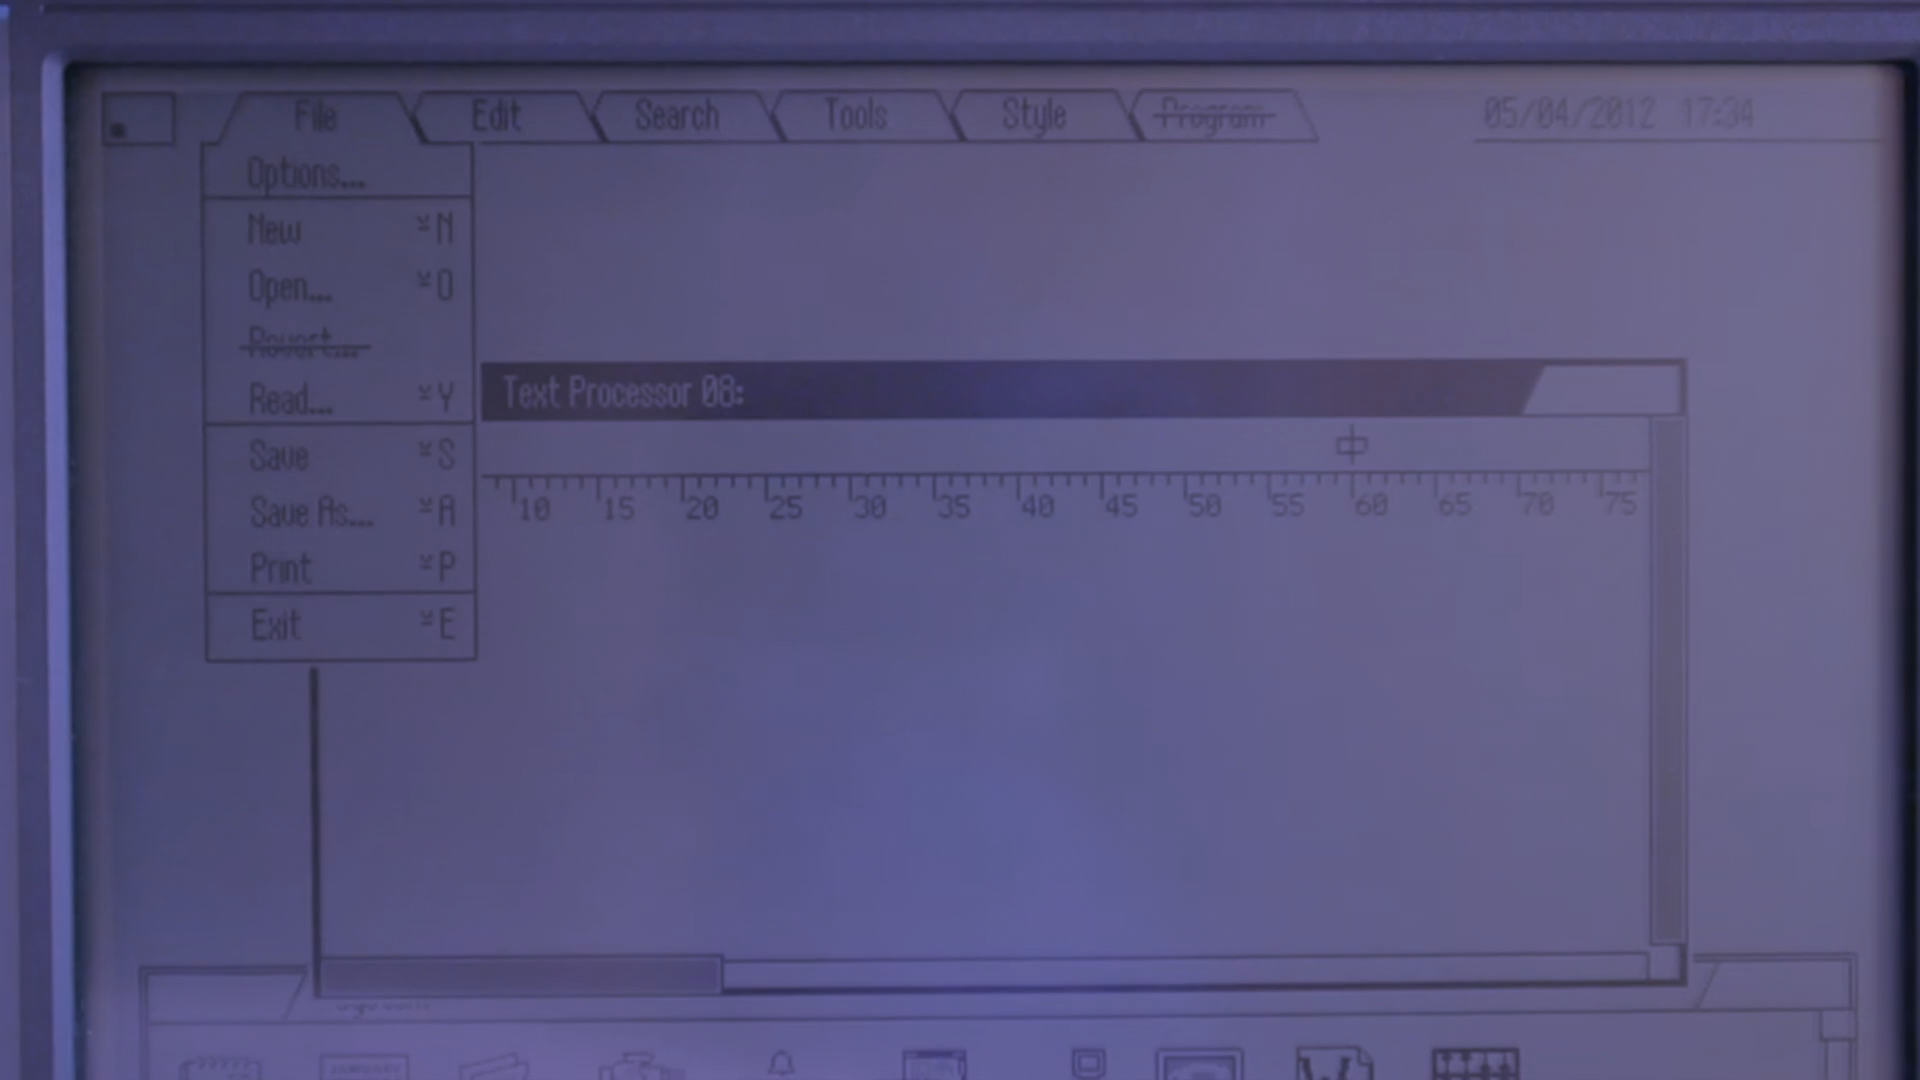 File Edit Search Tools Style Program 05/04/2012 17:34
Options...
New ⌄N
Open... ⌄O
Revert...
Read... ⌄Y
Text Processor 08:
Save ⌄S
Save As... ⌄A
10 15 20 25 30 35 40 45 50 55 60 65 70 75
Print ⌄P
Exit ⌄E
JANUARY